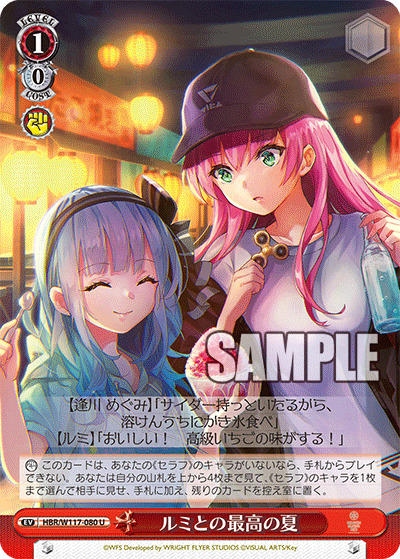 LEVEL
1
0
COST
SAMPLE
【逢川 めぐみ】「サイダー持っといたるから、
溶けんうちにかき氷食べ」
【ルミ】「おいしい！　高級いちごの味がする！」
このカードは、あなたの《セラフ》のキャラがいないなら、手札からプレイ
できない。あなたは自分の山札を上から4枚まで見て、《セラフ》のキャラを1枚
まで選んで相手に見せ、手札に加え、残りのカードを控室に置く。
EV HBR/W117-080 U ルミとの最高の夏
©WFS Developed by WRIGHT FLYER STUDIOS ©VISUAL ARTS/Key